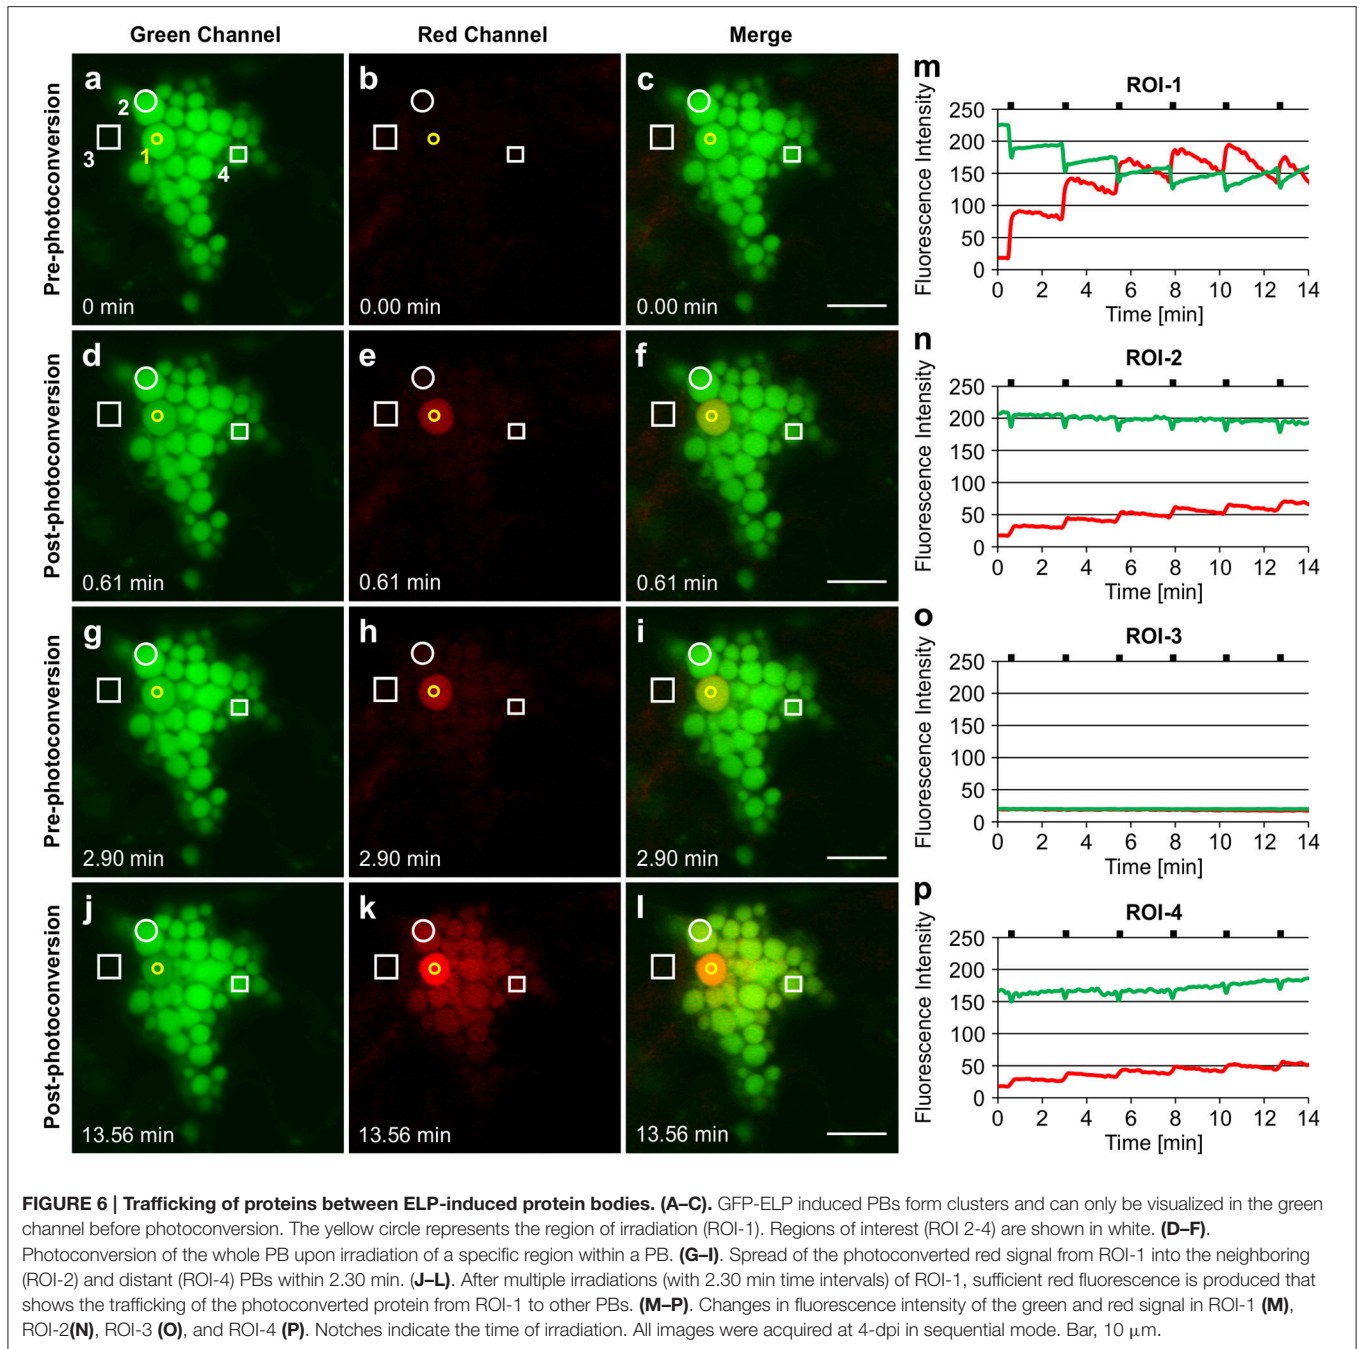 Green Channel Red Channel Merge
Pre-photoconversion
a 2 3 1 4 0 min
b 0.00 min
c 0.00 min
m
ROI-1
Fluorescence Intensity
250
200
150
100
50
0
0 2 4 6 8 10 12 14
Time [min]
Post-photoconversion
d 0.61 min
e 0.61 min
f 0.61 min
n
ROI-2
Fluorescence Intensity
250
200
150
100
50
0
0 2 4 6 8 10 12 14
Time [min]
Pre-photoconversion
g 2.90 min
h 2.90 min
i 2.90 min
o
ROI-3
Fluorescence Intensity
250
200
150
100
50
0
0 2 4 6 8 10 12 14
Time [min]
Post-photoconversion
j 13.56 min
k 13.56 min
l 13.56 min
p
ROI-4
Fluorescence Intensity
250
200
150
100
50
0
0 2 4 6 8 10 12 14
Time [min]
FIGURE 6 | Trafficking of proteins between ELP-induced protein bodies. (A–C). GFP-ELP induced PBs form clusters and can only be visualized in the green
channel before photoconversion. The yellow circle represents the region of irradiation (ROI-1). Regions of interest (ROI 2-4) are shown in white. (D–F).
Photoconversion of the whole PB upon irradiation of a specific region within a PB. (G–I). Spread of the photoconverted red signal from ROI-1 into the neighboring
(ROI-2) and distant (ROI-4) PBs within 2.30 min. (J–L). After multiple irradiations (with 2.30 min time intervals) of ROI-1, sufficient red fluorescence is produced that
shows the trafficking of the photoconverted protein from ROI-1 to other PBs. (M–P). Changes in fluorescence intensity of the green and red signal in ROI-1 (M),
ROI-2(N), ROI-3 (O), and ROI-4 (P). Notches indicate the time of irradiation. All images were acquired at 4-dpi in sequential mode. Bar, 10 μm.